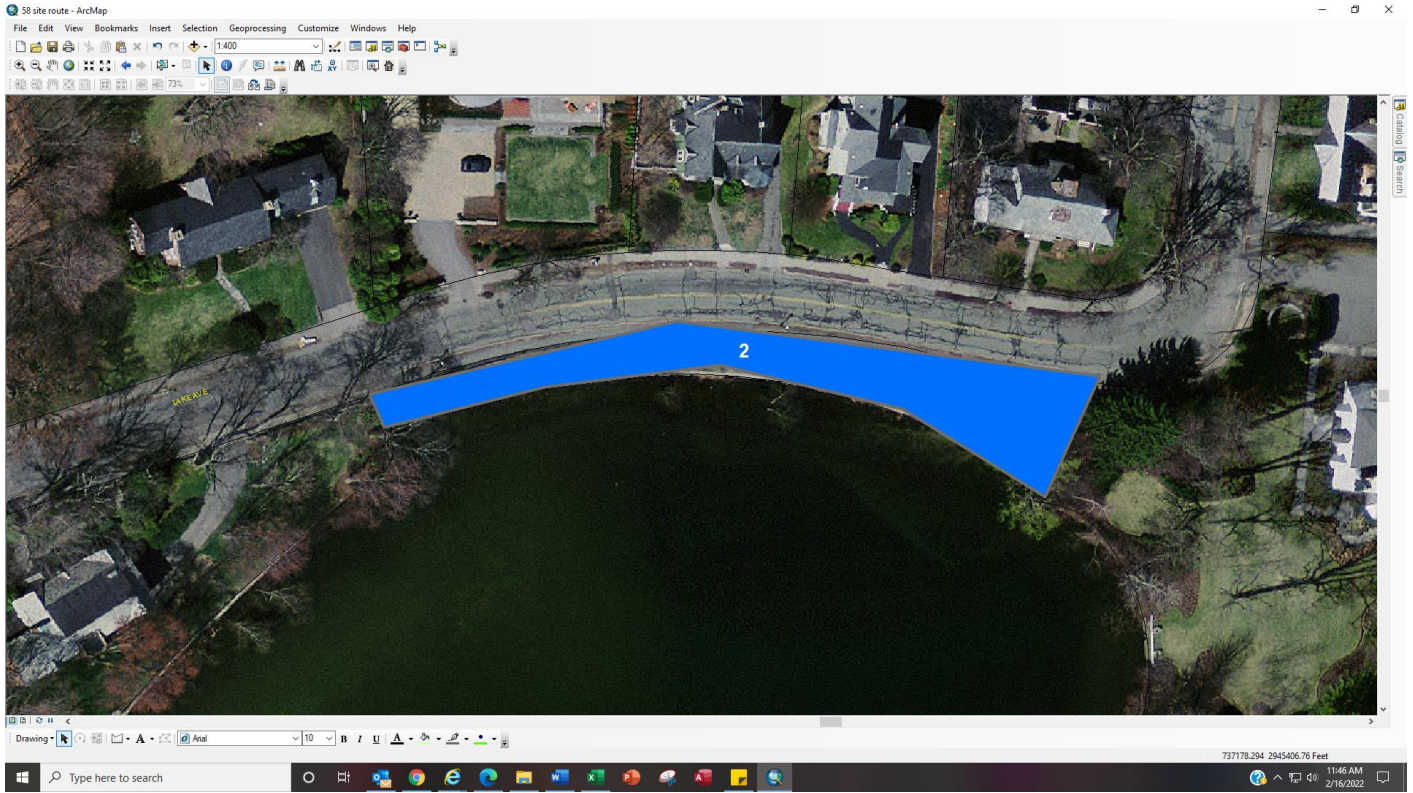 58 site route - ArcMap
File Edit View Bookmarks Insert Selection Geoprocessing Customize Windows Help
1:400
73%
Catalog
Search
2
LAKE AVE
Drawing A Arial 10 B I U A
737178.294 2945406.76 Feet
Type here to search
11:46 AM
2/16/2022